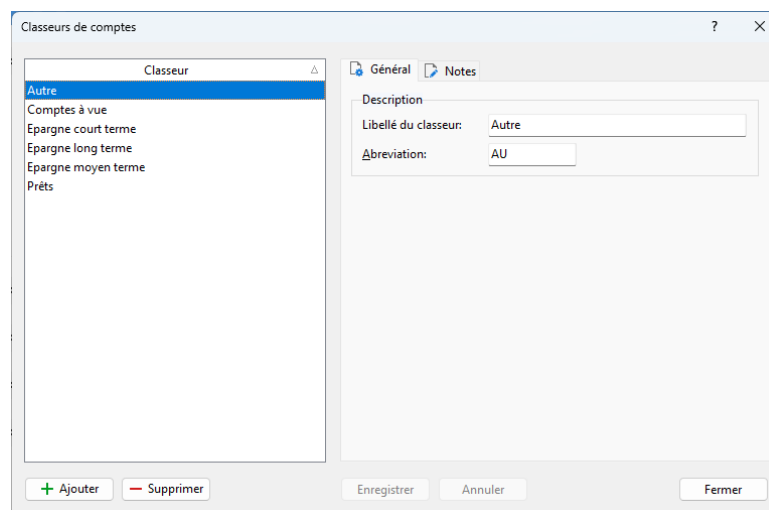 Classeurs de comptes
?
Classeur
Autre
Comptes à vue
Epargne court terme
Epargne long terme
Epargne moyen terme
Prêts
Général
Notes
Description
Libellé du classeur: Autre
Abreviation: AU
Ajouter
Supprimer
Enregistrer
Annuler
Fermer